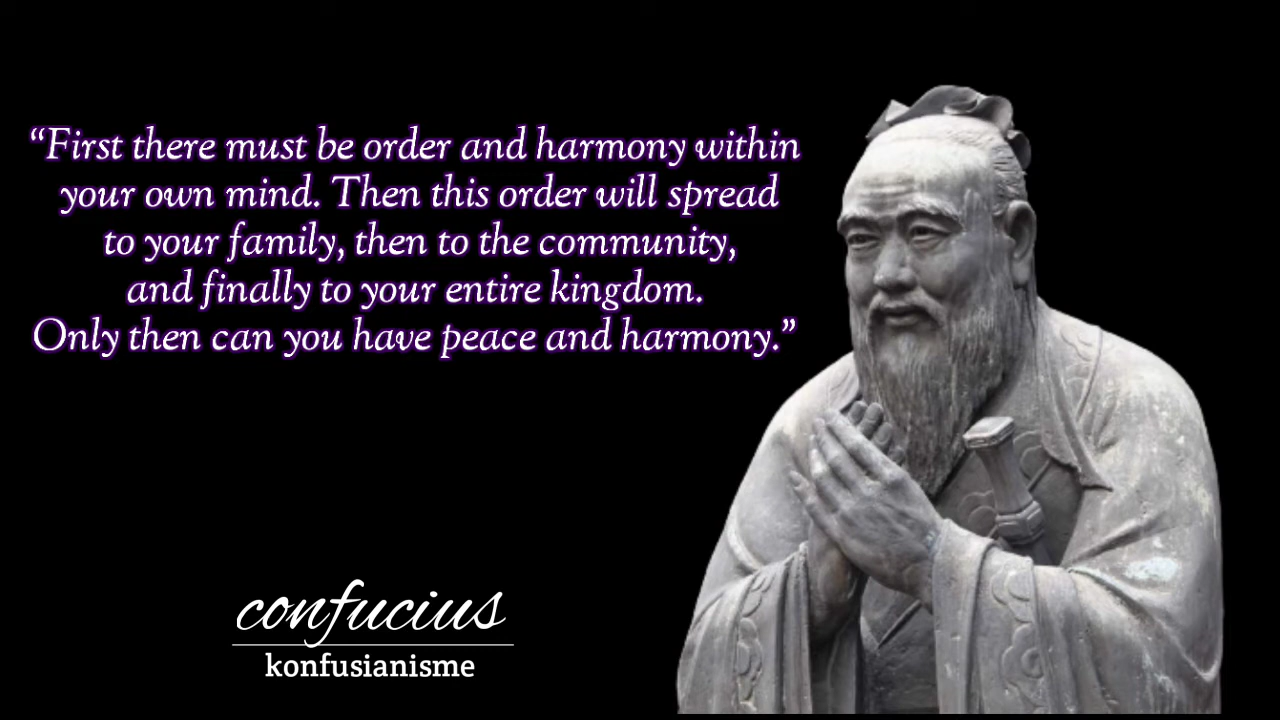 “First there must be order and harmony within
your own mind. Then this order will spread
to your family, then to the community,
and finally to your entire kingdom.
Only then can you have peace and harmony.”
confucius
konfusianisme